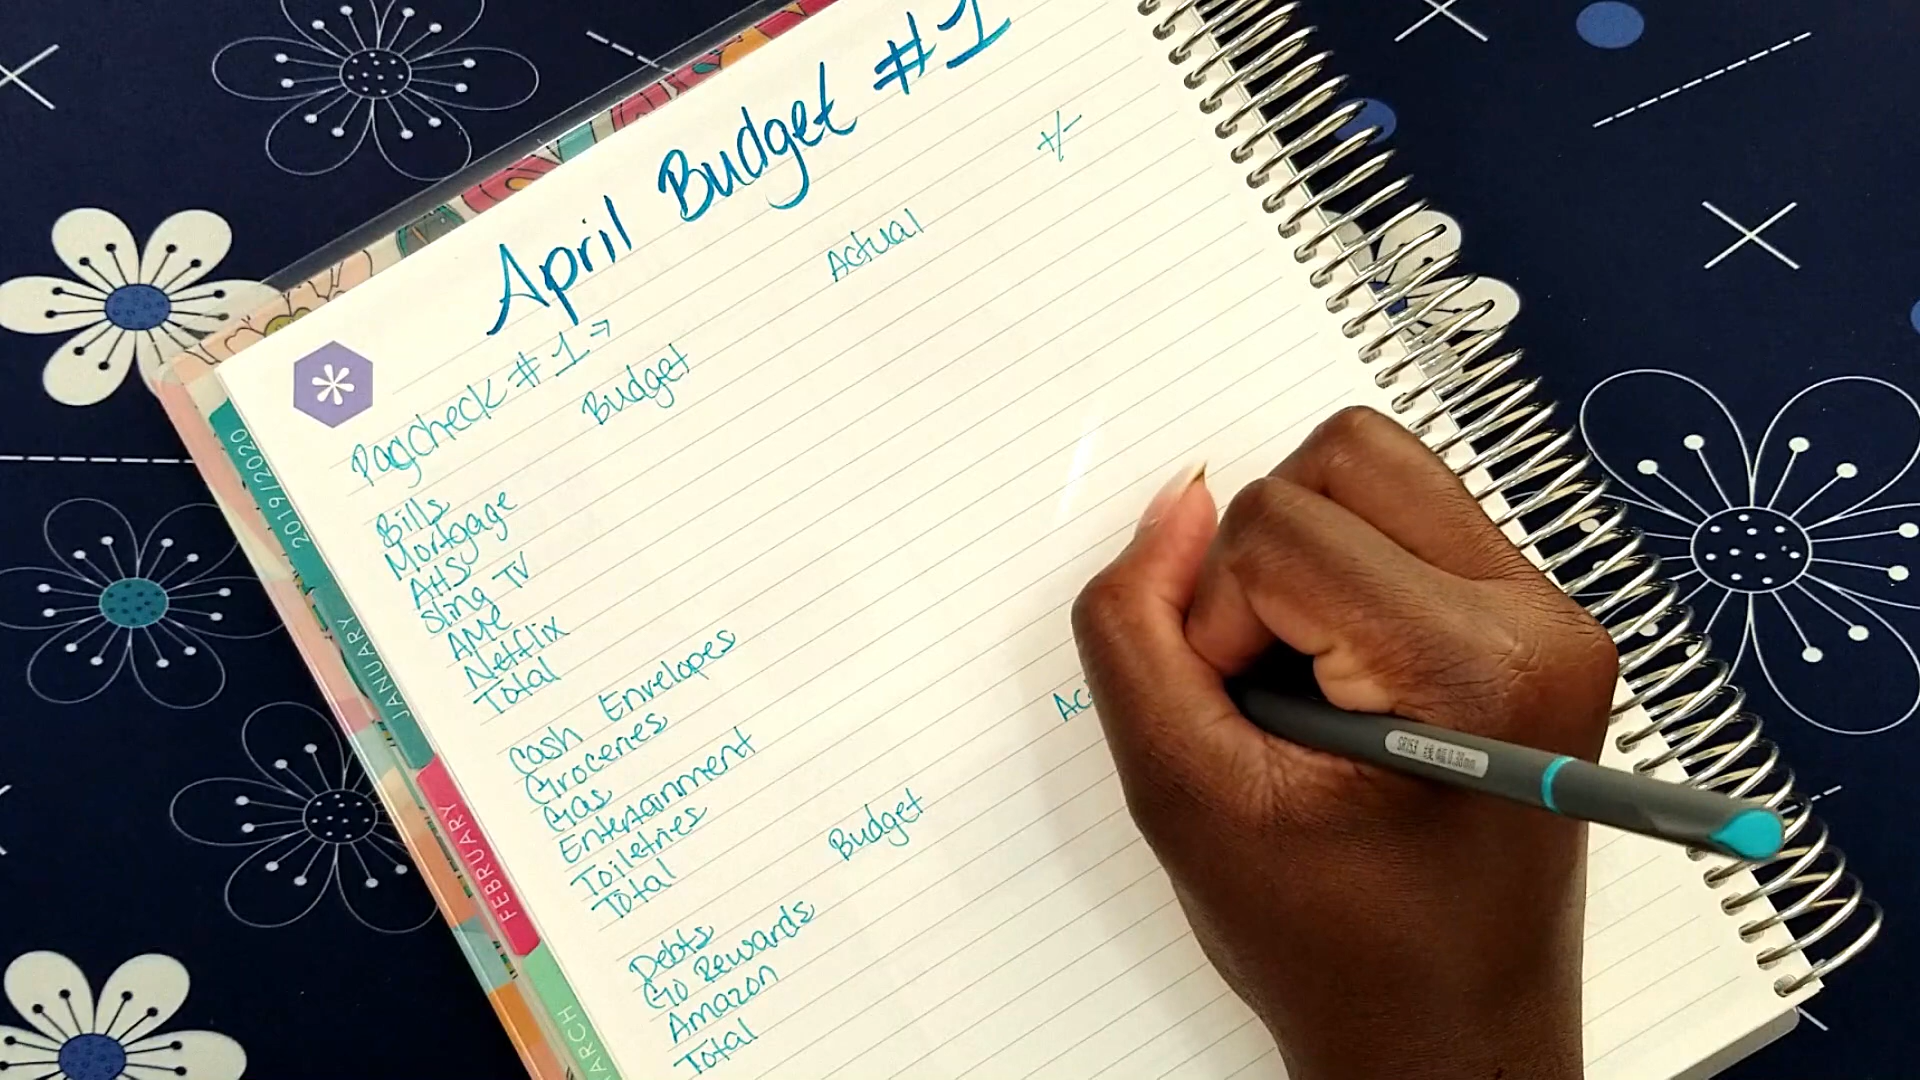 April Budget #1
Paycheck #1 →
Budget Actual +/-
Bills
Mortgage
AHS
Sling TV
AMC
Netflix
Total
Cash Envelopes
Groceries
Gas
Entertainment
Toiletries
Total
Budget Ac
Debts
Go Rewards
Amazon
Total
2019/2020
JANUARY
FEBRUARY
MARCH